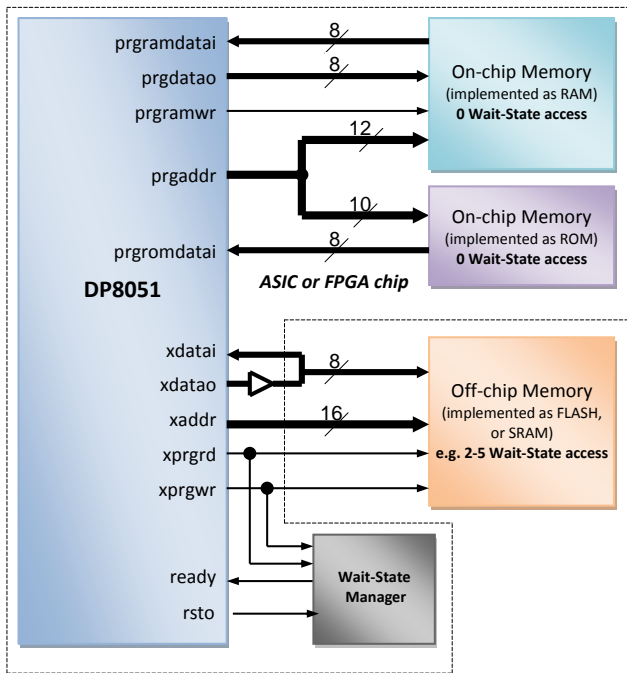 prgramdatai
8
prgdatao
8
prgramwr
On-chip Memory
(implemented as RAM)
0 Wait-State access
12
prgaddr
10
prgromdatai
8
On-chip Memory
(implemented as ROM)
0 Wait-State access
ASIC or FPGA chip
DP8051
xdatai
8
xdatao
xaddr
16
xprgrd
xprgwr
Off-chip Memory
(implemented as FLASH,
or SRAM)
e.g. 2-5 Wait-State access
ready
rsto
Wait-State
Manager